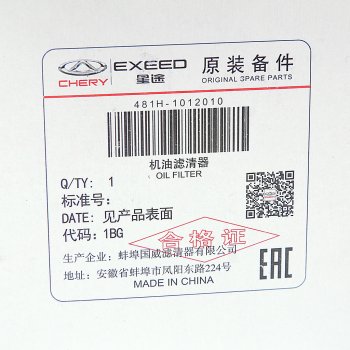 CHERY
EXEED
星途
原装备件
ORIGINAL SPARE PARTS
481H-1012010
机油滤清器
OIL FILTER
Q/TY: 1
标准号:
DATE: 见产品表面
代码: 1BG
合格证
生产企业: 蚌埠国威滤清器有限公司
地址: 安徽省蚌埠市凤阳东路224号
MADE IN CHINA
EAC